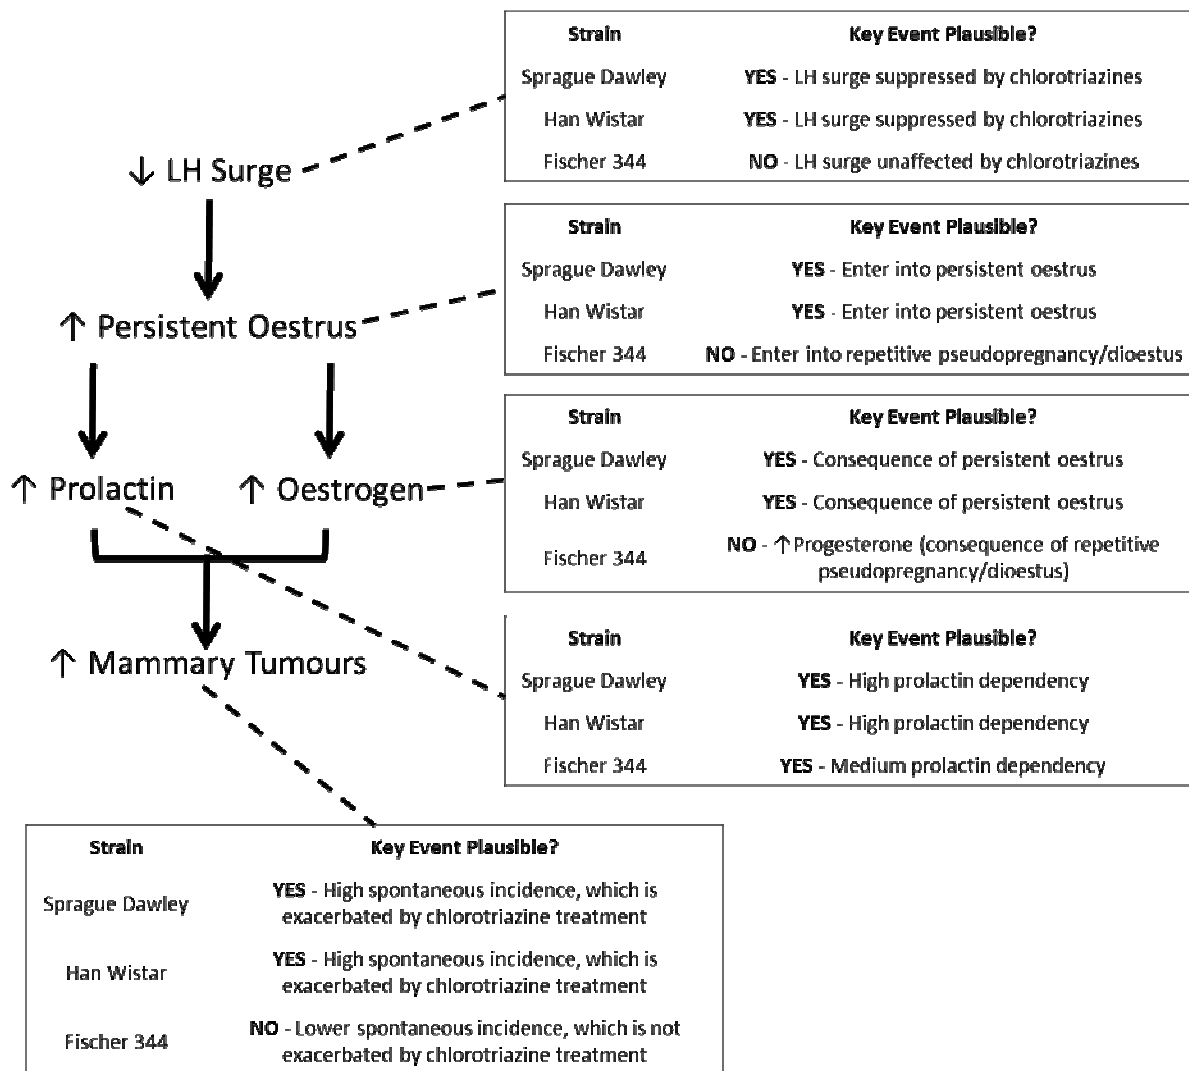 Strain Key Event Plausible?
Sprague Dawley YES - LH surge suppressed by chlorotriazines
Han Wistar YES - LH surge suppressed by chlorotriazines
Fischer 344 NO - LH surge unaffected by chlorotriazines
↓ LH Surge
Strain Key Event Plausible?
Sprague Dawley YES - Enter into persistent oestrus
Han Wistar YES - Enter into persistent oestrus
Fischer 344 NO - Enter into repetitive pseudopregnancy/dioestus
↑ Persistent Oestrus
Strain Key Event Plausible?
Sprague Dawley YES - Consequence of persistent oestrus
Han Wistar YES - Consequence of persistent oestrus
Fischer 344 NO - ↑ Progesterone (consequence of repetitive
pseudopregnancy/dioestus)
↑ Prolactin ↑ Oestrogen
Strain Key Event Plausible?
Sprague Dawley YES - High prolactin dependency
Han Wistar YES - High prolactin dependency
Fischer 344 YES - Medium prolactin dependency
↑ Mammary Tumours
Strain Key Event Plausible?
Sprague Dawley YES - High spontaneous incidence, which is
exacerbated by chlorotriazine treatment
Han Wistar YES - High spontaneous incidence, which is
exacerbated by chlorotriazine treatment
Fischer 344 NO - Lower spontaneous incidence, which is not
exacerbated by chlorotriazine treatment